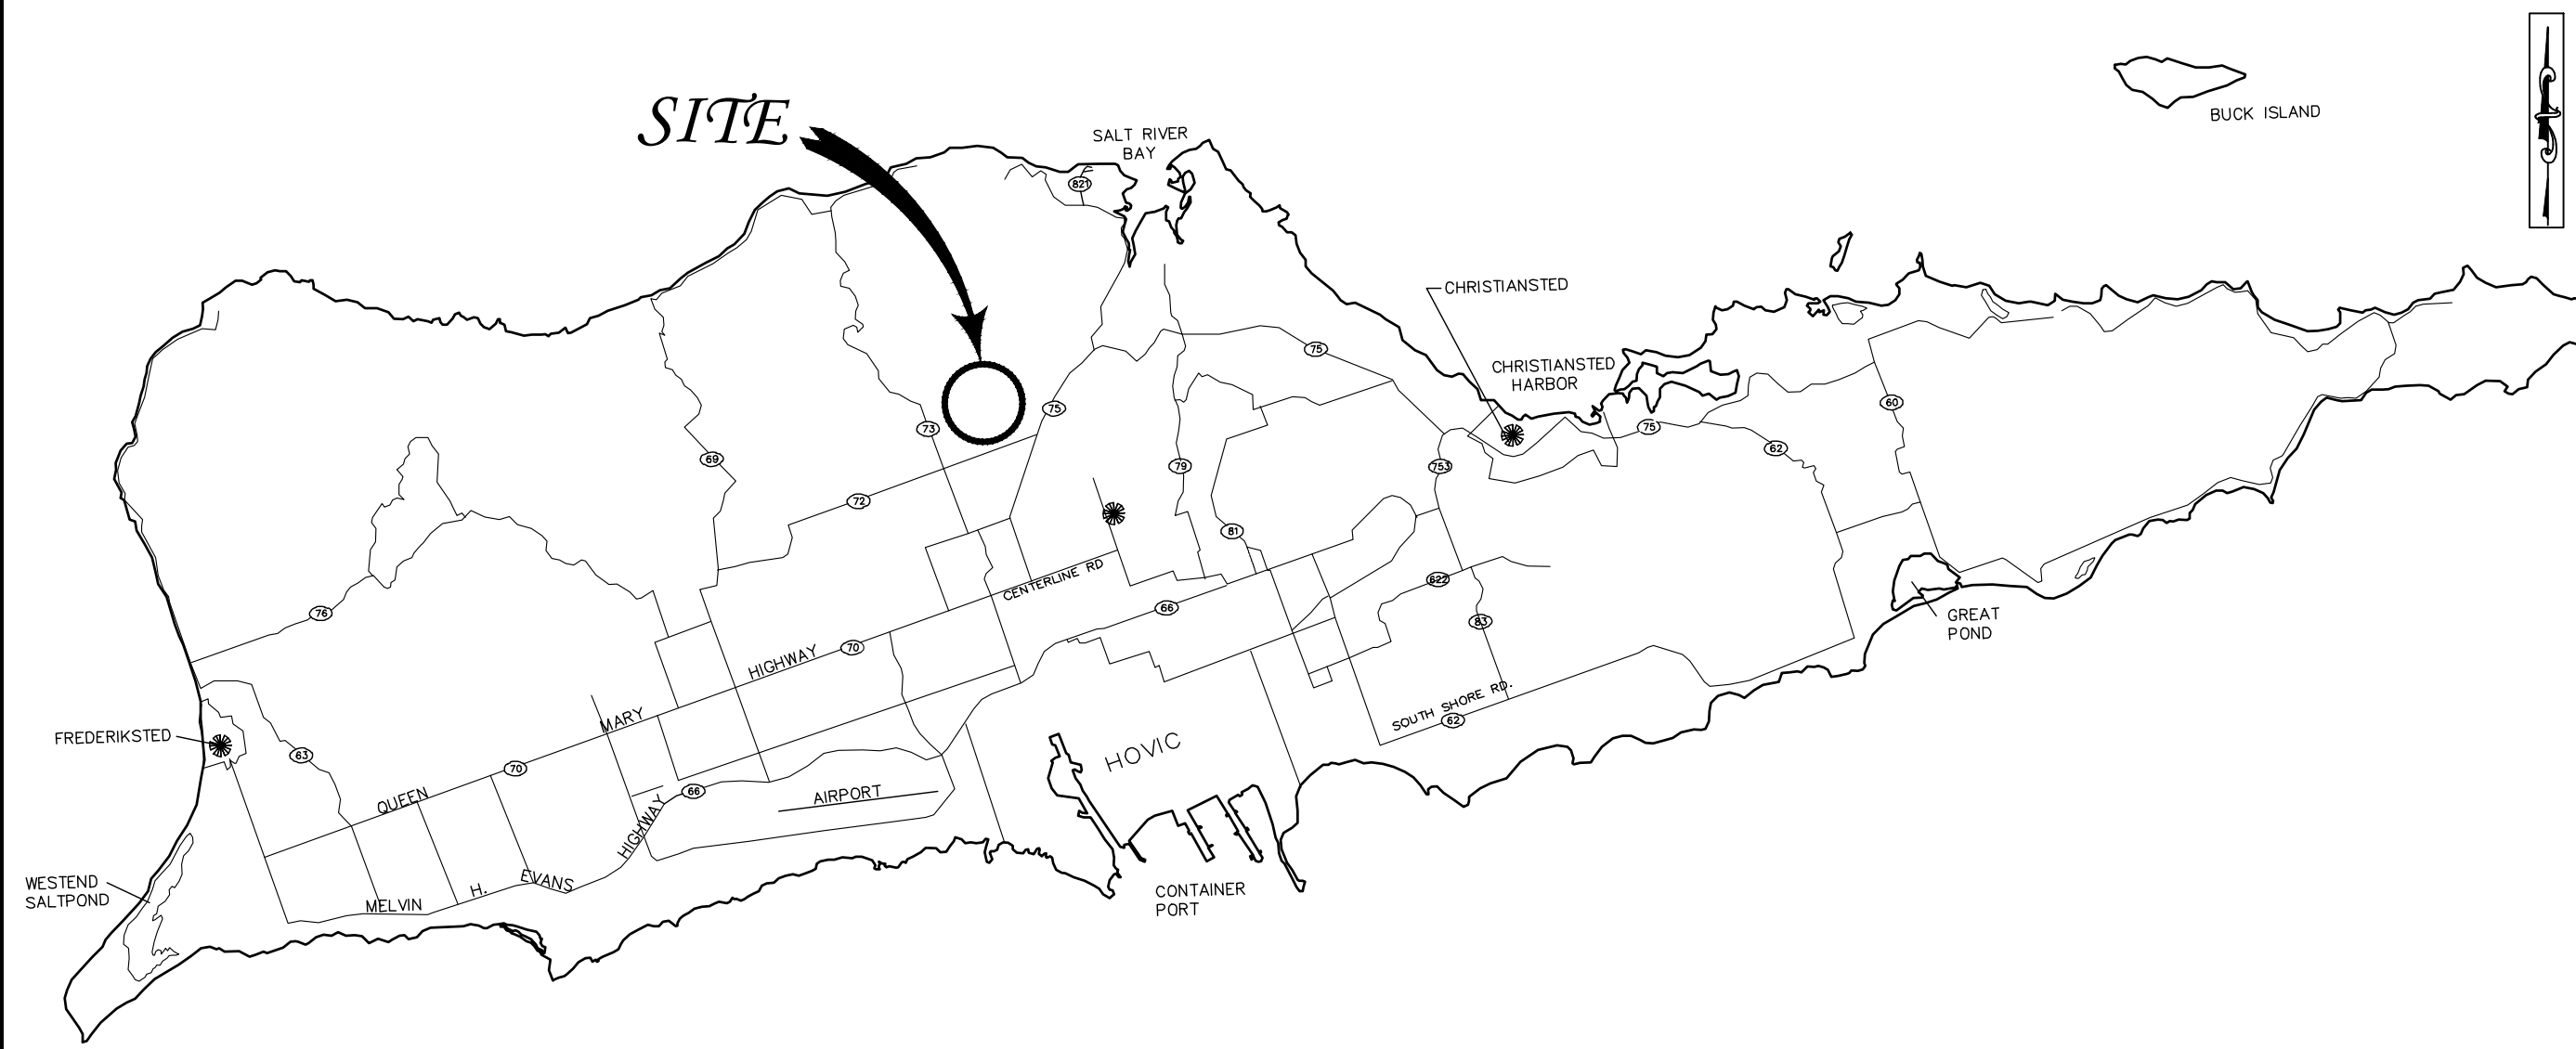 SITE
SALT RIVER
BAY
BUCK ISLAND
821
CHRISTIANSTED
CHRISTIANSTED
HARBOR
75
75
73
75
60
69
79
753
62
72
81
CENTERLINE RD
622
66
76
83
GREAT
POND
HIGHWAY
70
MARY
SOUTH SHORE RD.
62
FREDERIKSTED
63
HOVIC
70
QUEEN
66
AIRPORT
HIGHWAY
WESTEND
SALTPOND
MELVIN
H.
EVANS
CONTAINER
PORT